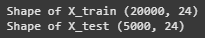 Shape of X_train (20000, 24)
Shape of X_test (5000, 24)